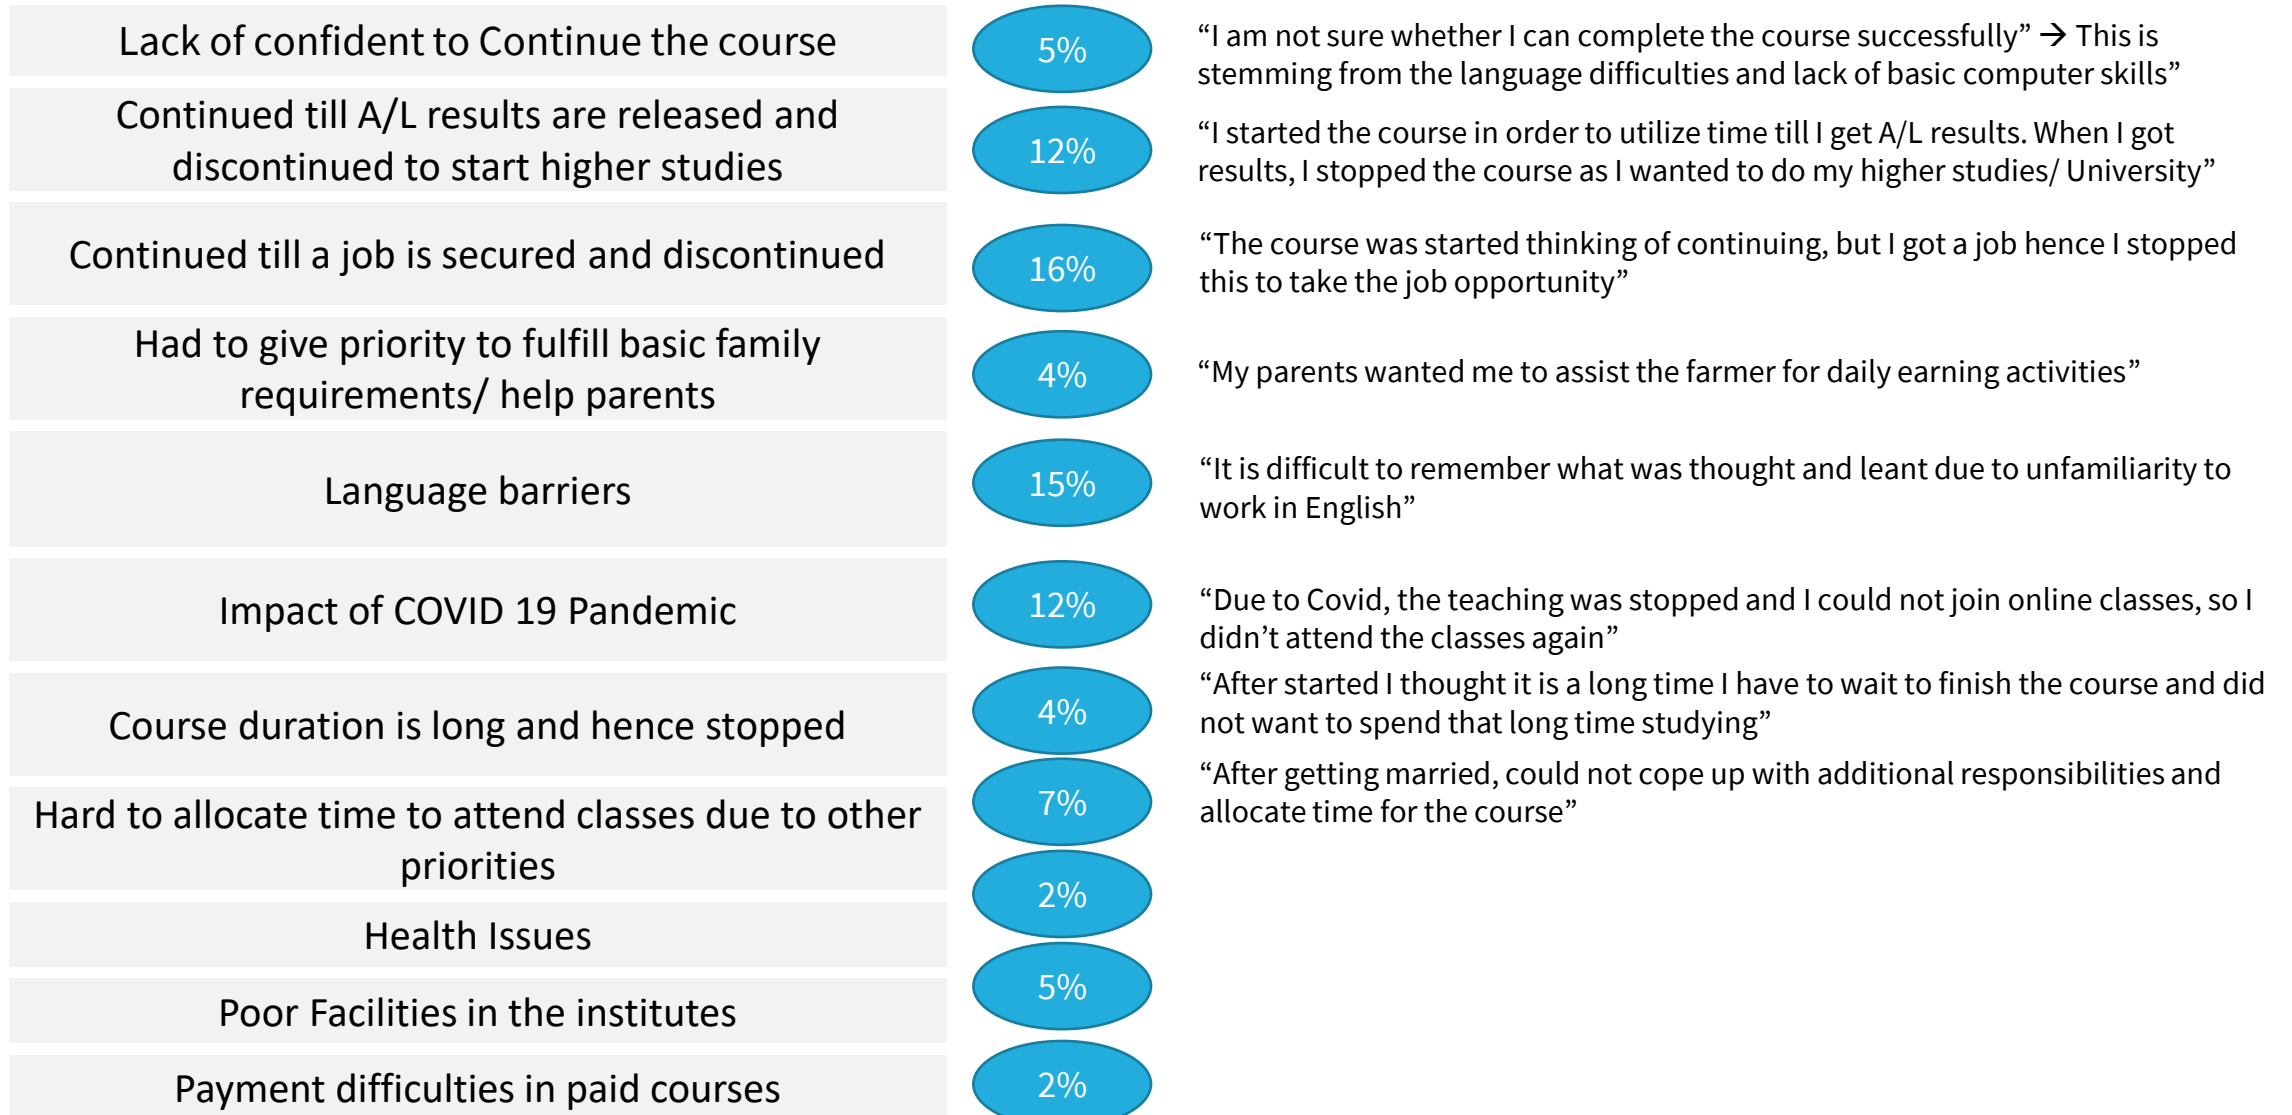 Lack of confident to Continue the course
5%
“I am not sure whether I can complete the course successfully” → This is
stemming from the language difficulties and lack of basic computer skills”
Continued till A/L results are released and
discontinued to start higher studies
12%
“I started the course in order to utilize time till I get A/L results. When I got
results, I stopped the course as I wanted to do my higher studies/ University”
Continued till a job is secured and discontinued
16%
“The course was started thinking of continuing, but I got a job hence I stopped
this to take the job opportunity”
Had to give priority to fulfill basic family
requirements/ help parents
4%
“My parents wanted me to assist the farmer for daily earning activities”
Language barriers
15%
“It is difficult to remember what was thought and leant due to unfamiliarity to
work in English”
Impact of COVID 19 Pandemic
12%
“Due to Covid, the teaching was stopped and I could not join online classes, so I
didn’t attend the classes again”
Course duration is long and hence stopped
4%
“After started I thought it is a long time I have to wait to finish the course and did
not want to spend that long time studying”
Hard to allocate time to attend classes due to other
priorities
7%
“After getting married, could not cope up with additional responsibilities and
allocate time for the course”
Health Issues
2%
Poor Facilities in the institutes
5%
Payment difficulties in paid courses
2%